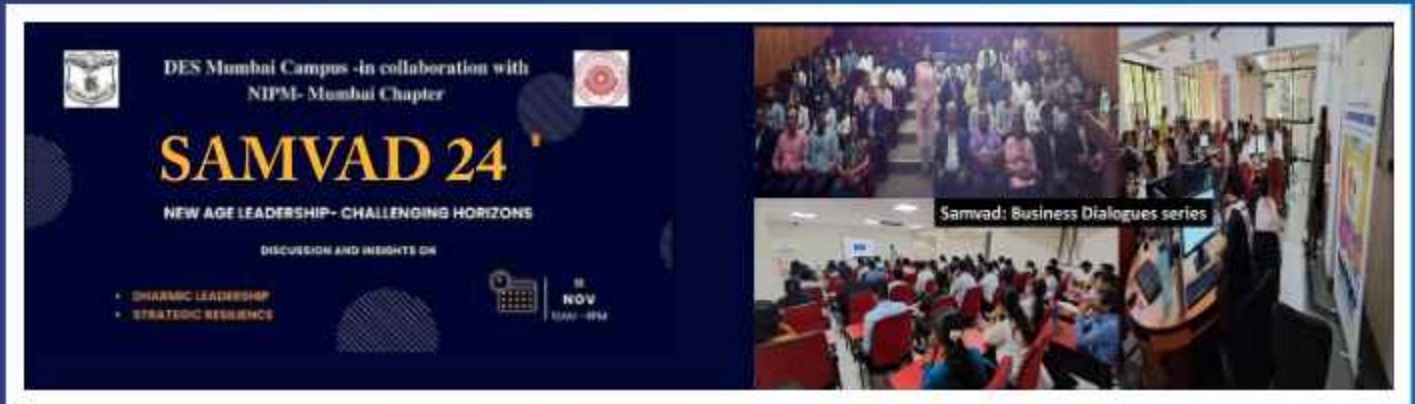 DES Mumbai Campus -in collaboration with
NIPM- Mumbai Chapter
SAMVAD 24 '
NEW AGE LEADERSHIP- CHALLENGING HORIZONS
DISCUSSION AND INSIGHTS ON
• DHARMIC LEADERSHIP
• STRATEGIC RESILIENCE
NOV
Samvad: Business Dialogues series